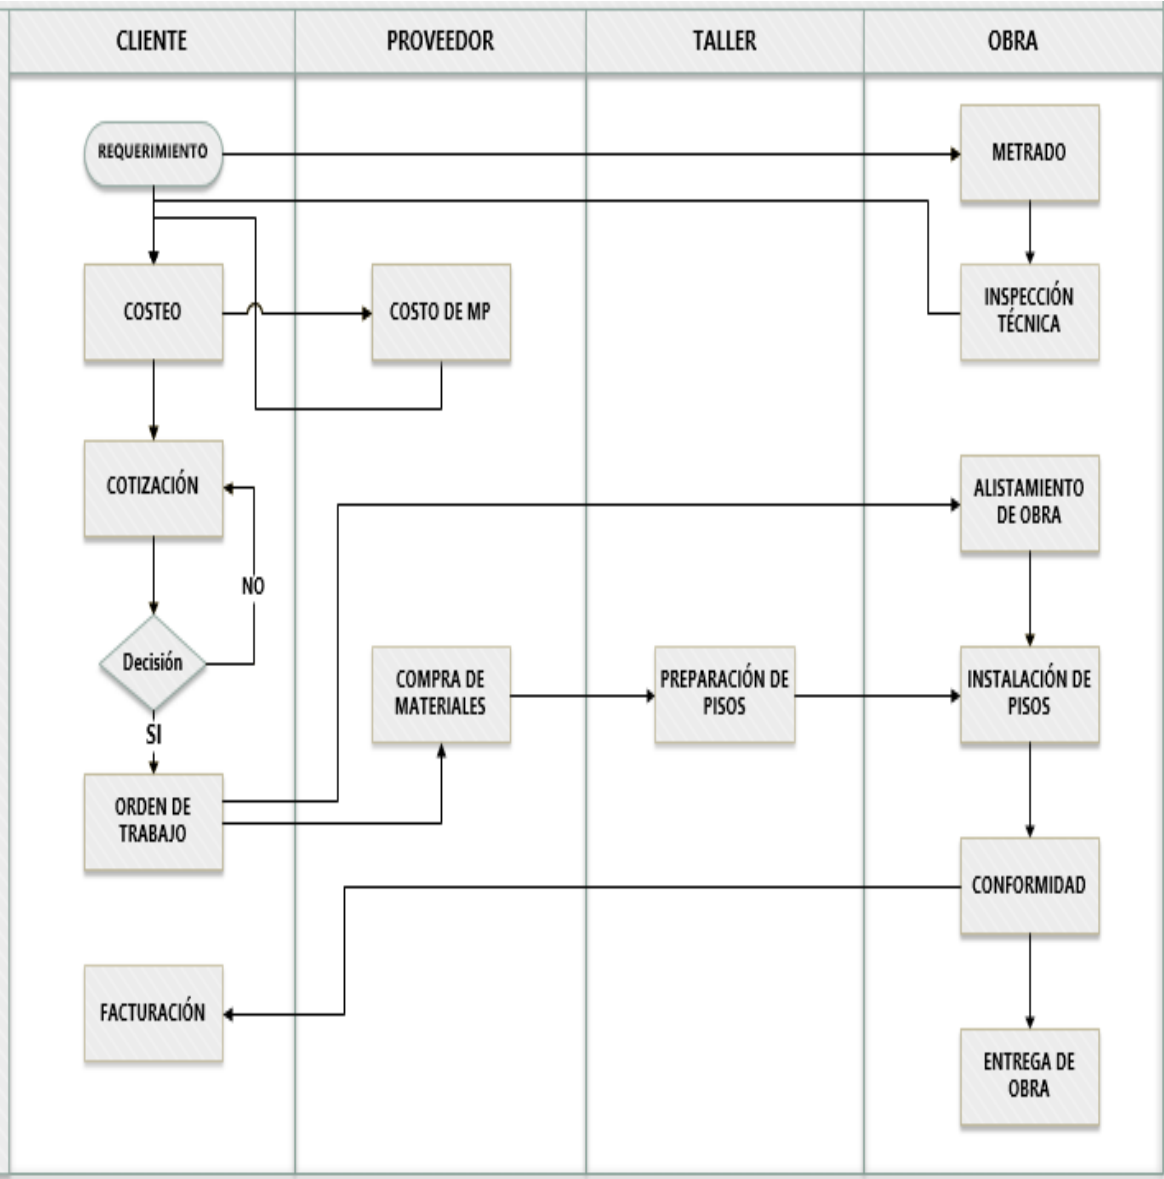 CLIENTE
PROVEEDOR
TALLER
OBRA
REQUERIMIENTO
METRADO
COSTEO
COSTO DE MP
INSPECCIÓN
TÉCNICA
COTIZACIÓN
ALISTAMIENTO
DE OBRA
NO
Decisión
COMPRA DE
MATERIALES
PREPARACIÓN DE
PISOS
INSTALACIÓN DE
PISOS
SI
ORDEN DE
TRABAJO
CONFORMIDAD
FACTURACIÓN
ENTREGA DE
OBRA